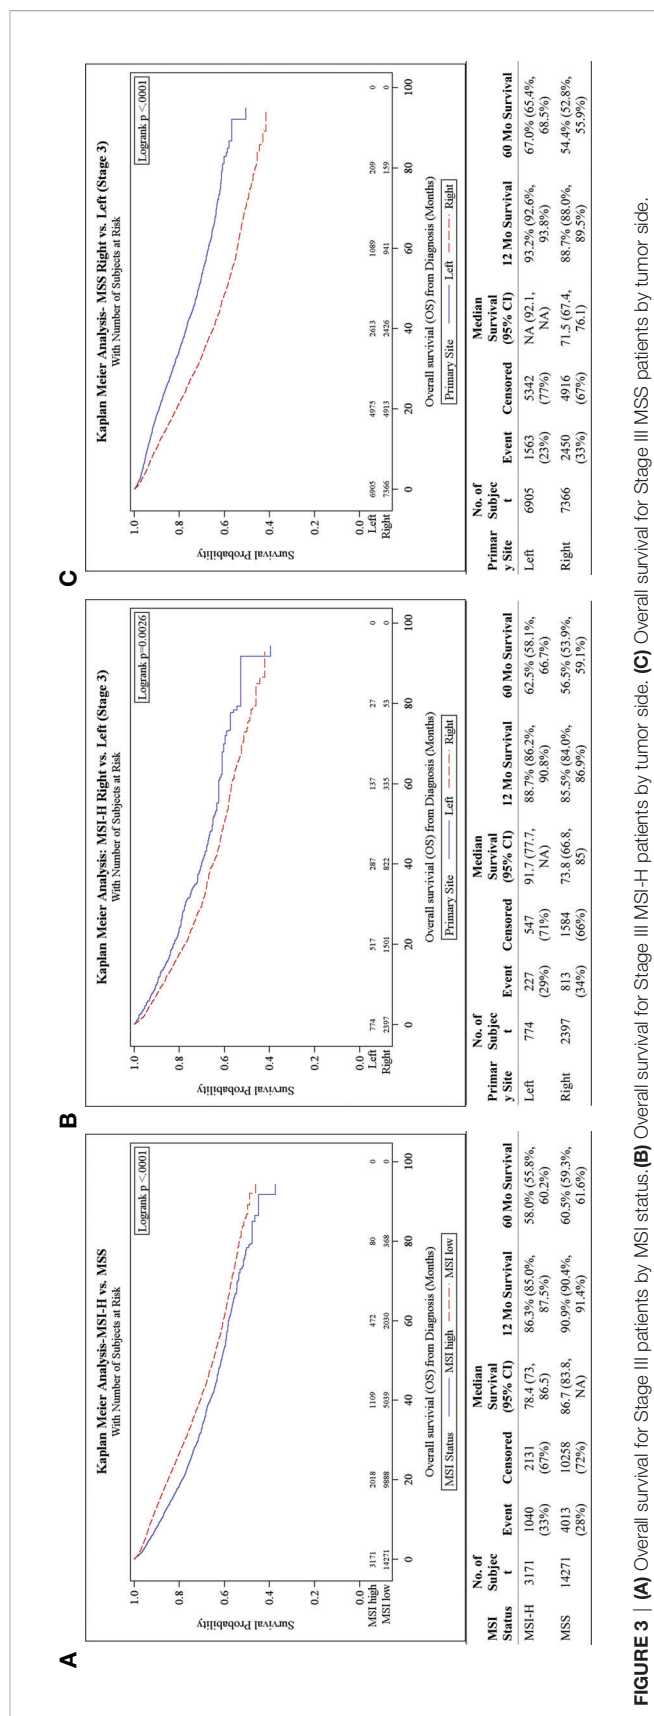 A
Kaplan Meier Analysis-MSI-H vs. MSS
With Number of Subjects at Risk
Logrank p <.0001
Survival Probability
1.0
0.8
0.6
0.4
0.2
0.0
MSI high 3171 2018 1109 472 80 0
MSI low 14271 9888 5039 2030 368 0
0 20 40 60 80 100
Overall survivial (OS) from Diagnosis (Months)
MSI Status MSI high MSI low
MSI Status No. of Subjec t Event Censored Median Survival (95% CI) 12 Mo Survival 60 Mo Survival
MSI-H 3171 1040 (33%) 2131 (67%) 78.4 (73, 86.5) 86.3% (85.0%, 87.5%) 58.0% (55.8%, 60.2%)
MSS 14271 4013 (28%) 10258 (72%) 86.7 (83.8, NA) 90.9% (90.4%, 91.4%) 60.5% (59.3%, 61.6%)
B
Kaplan Meier Analysis: MSI-H Right vs. Left (Stage 3)
With Number of Subjects at Risk
Logrank p=0.0026
Survival Probability
1.0
0.8
0.6
0.4
0.2
0.0
Left 774 517 287 137 27 0
Right 2397 1501 822 335 53 0
0 20 40 60 80 100
Overall survivial (OS) from Diagnosis (Months)
Primary Site Left Right
Primar y Site No. of Subjec t Event Censored Median Survival (95% CI) 12 Mo Survival 60 Mo Survival
Left 774 227 (29%) 547 (71%) 91.7 (77.7, NA) 88.7% (86.2%, 90.8%) 62.5% (58.1%, 66.7%)
Right 2397 813 (34%) 1584 (66%) 73.8 (66.8, 85) 85.5% (84.0%, 86.9%) 56.5% (53.9%, 59.1%)
C
Kaplan Meier Analysis- MSS Right vs. Left (Stage 3)
With Number of Subjects at Risk
Logrank p <.0001
Survival Probability
1.0
0.8
0.6
0.4
0.2
0.0
Left 6905 4975 2613 1089 209 0
Right 7366 4913 2426 941 159 0
0 20 40 60 80 100
Overall survivial (OS) from Diagnosis (Months)
Primary Site Left Right
Primar y Site No. of Subjec t Event Censored Median Survival (95% CI) 12 Mo Survival 60 Mo Survival
Left 6905 1563 (23%) 5342 (77%) NA (92.1, NA) 93.2% (92.6%, 93.8%) 67.0% (65.4%, 68.5%)
Right 7366 2450 (33%) 4916 (67%) 71.5 (67.4, 76.1) 88.7% (88.0%, 89.5%) 54.4% (52.8%, 55.9%)
FIGURE 3 | (A) Overall survival for Stage III patients by MSI status.(B) Overall survival for Stage III MSI-H patients by tumor side. (C) Overall survival for Stage III MSS patients by tumor side.